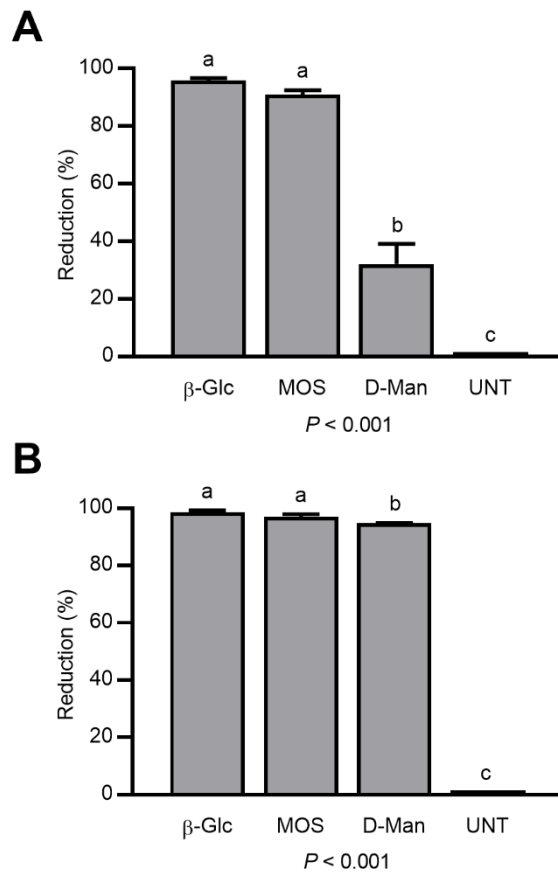 A
a
a
b
c
100
80
60
40
20
0
Reduction (%)
β-Glc MOS D-Man UNT
P < 0.001
B
a
a
b
c
100
80
60
40
20
0
Reduction (%)
β-Glc MOS D-Man UNT
P < 0.001